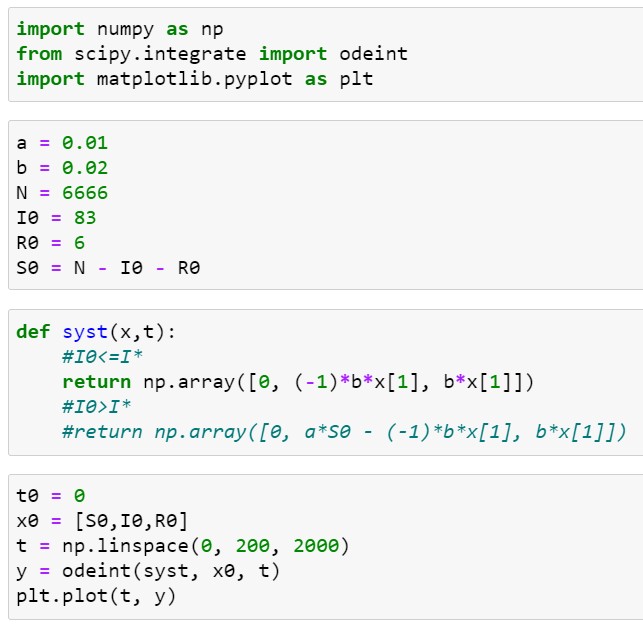 import numpy as np
from scipy.integrate import odeint
import matplotlib.pyplot as plt
a = 0.01
b = 0.02
N = 6666
I0 = 83
R0 = 6
S0 = N - I0 - R0
def syst(x,t):
    #I0<=I*
    return np.array([0, (-1)*b*x[1], b*x[1]])
    #I0>I*
    #return np.array([0, a*S0 - (-1)*b*x[1], b*x[1]])
t0 = 0
x0 = [S0,I0,R0]
t = np.linspace(0, 200, 2000)
y = odeint(syst, x0, t)
plt.plot(t, y)